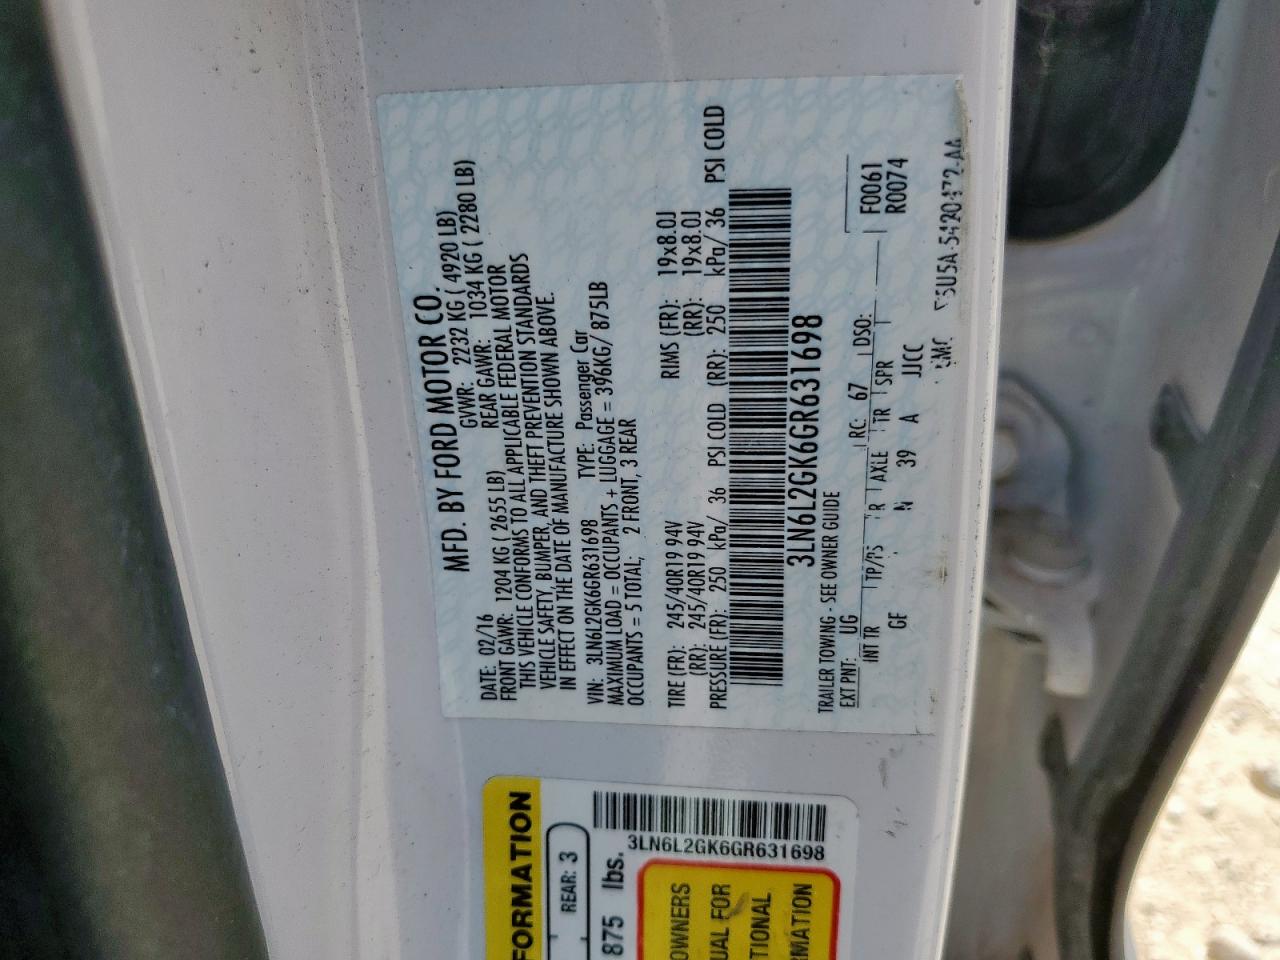 MFD. BY FORD MOTOR CO.
DATE: 02/16 GVWR: 2232 KG ( 4920 LB)
FRONT GAWR: 1204 KG ( 2655 LB) REAR GAWR: 1034 KG ( 2280 LB)
THIS VEHICLE CONFORMS TO ALL APPLICABLE FEDERAL MOTOR
VEHICLE SAFETY, BUMPER, AND THEFT PREVENTION STANDARDS
IN EFFECT ON THE DATE OF MANUFACTURE SHOWN ABOVE.
VIN: 3LN6L2GK6GR631698 TYPE: Passenger Car
MAXIMUM LOAD = OCCUPANTS + LUGGAGE = 396KG/ 875LB
OCCUPANTS = 5 TOTAL; 2 FRONT, 3 REAR
TIRE (FR): 245/40R19 94V RIMS (FR): 19x8.0J
(RR): 245/40R19 94V (RR): 19x8.0J
PRESSURE (FR): 250 kPa/ 36 PSI COLD (RR): 250 kPa/ 36 PSI COLD
3LN6L2GK6GR631698
TRAILER TOWING - SEE OWNER GUIDE
EXT PNT: UG RC: 67 DSO: F0061
INT TR TP/PS R AXLE TR SPR R0074
GF N 39 A JJCC
FORMATION
REAR: 3
875 lbs.
3LN6L2GK6GR631698
OWNERS
UAL FOR
TIONAL
RMATION